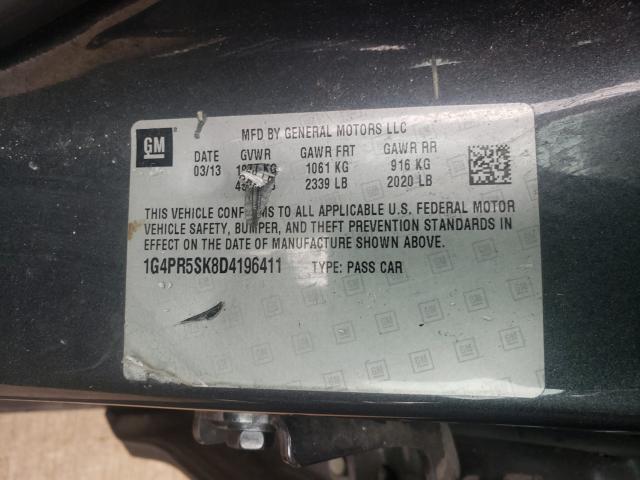 GM
MFD BY GENERAL MOTORS LLC
DATE GVWR GAWR FRT GAWR RR
03/13 KG 1061 KG 916 KG
2339 LB 2020 LB
THIS VEHICLE CONFORMS TO ALL APPLICABLE U.S. FEDERAL MOTOR
VEHICLE SAFETY, BUMPER, AND THEFT PREVENTION STANDARDS IN
EFFECT ON THE DATE OF MANUFACTURE SHOWN ABOVE.
1G4PR5SK8D4196411 TYPE: PASS CAR